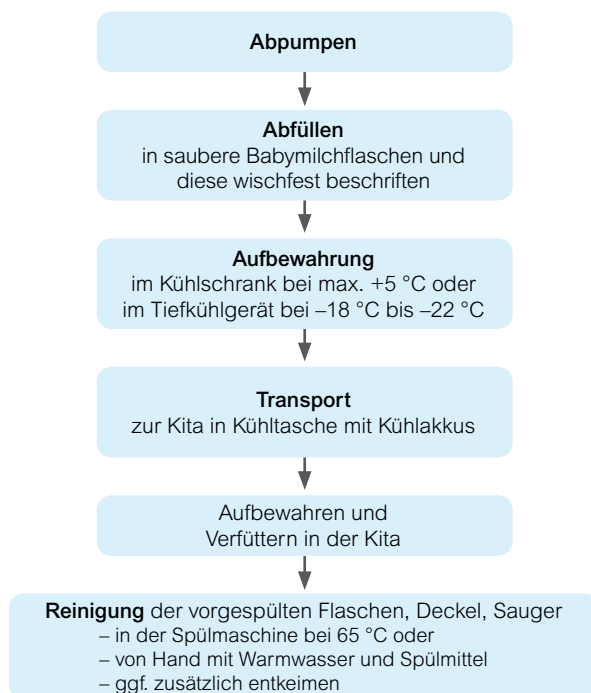 Abpumpen
Abfüllen
in saubere Babymilchflaschen und
diese wischfest beschriften
Aufbewahrung
im Kühlschrank bei max. +5 °C oder
im Tiefkühlgerät bei –18 °C bis –22 °C
Transport
zur Kita in Kühltasche mit Kühlakkus
Aufbewahren und
Verfüttern in der Kita
Reinigung der vorgespülten Flaschen, Deckel, Sauger
– in der Spülmaschine bei 65 °C oder
– von Hand mit Warmwasser und Spülmittel
– ggf. zusätzlich entkeimen